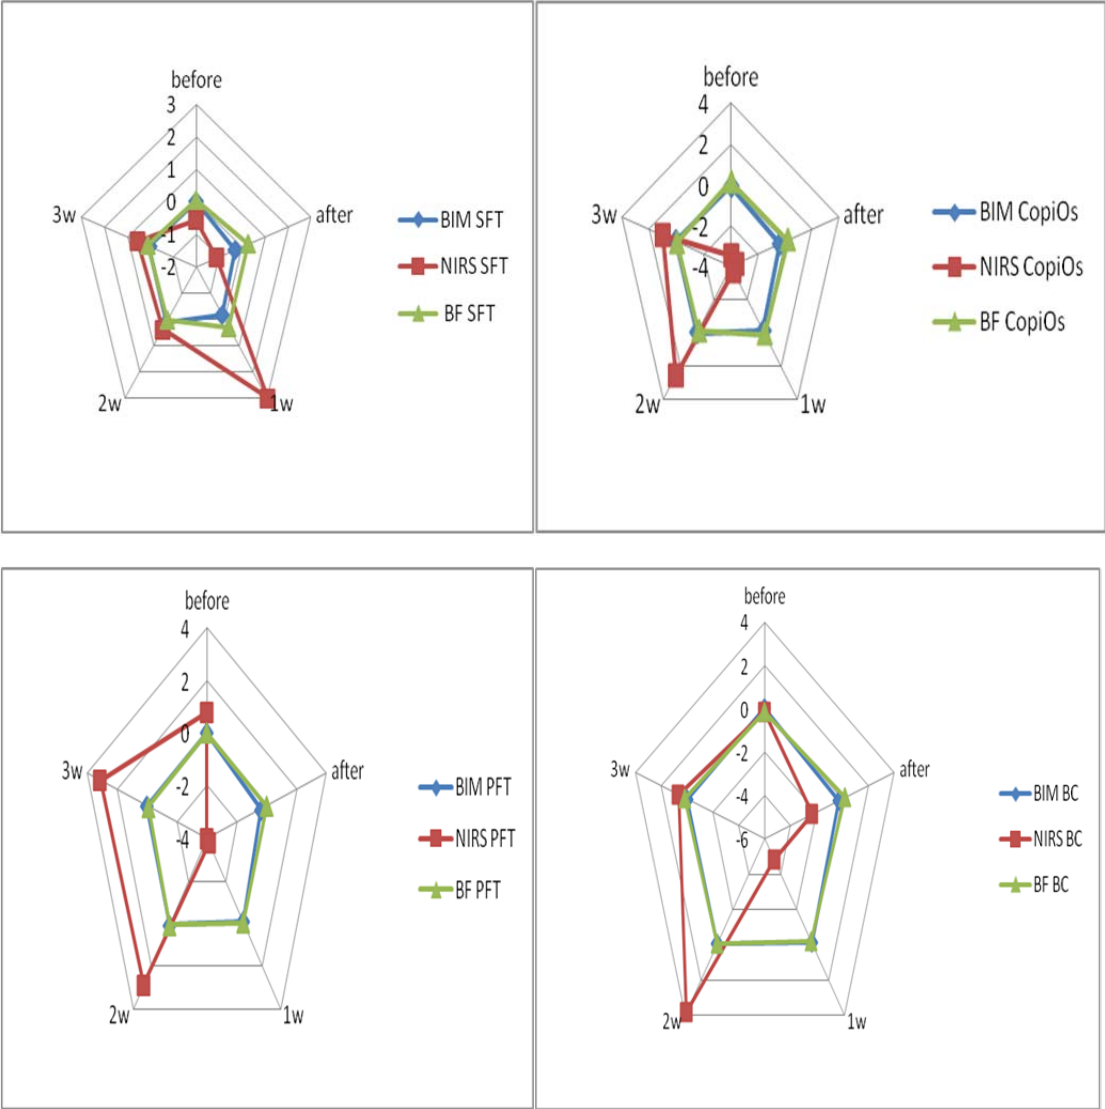 before
3
2
1
0
-1
-2
3w
after
2w
1w
BIM SFT
NIRS SFT
BF SFT
before
4
2
0
-2
-4
3w
after
2w
1w
BIM CopiOs
NIRS CopiOs
BF CopiOs
before
4
2
0
-2
-4
3w
after
2w
1w
BIM PFT
NIRS PFT
BF PFT
before
4
2
0
-2
-4
-6
3w
after
2w
1w
BIM BC
NIRS BC
BF BC